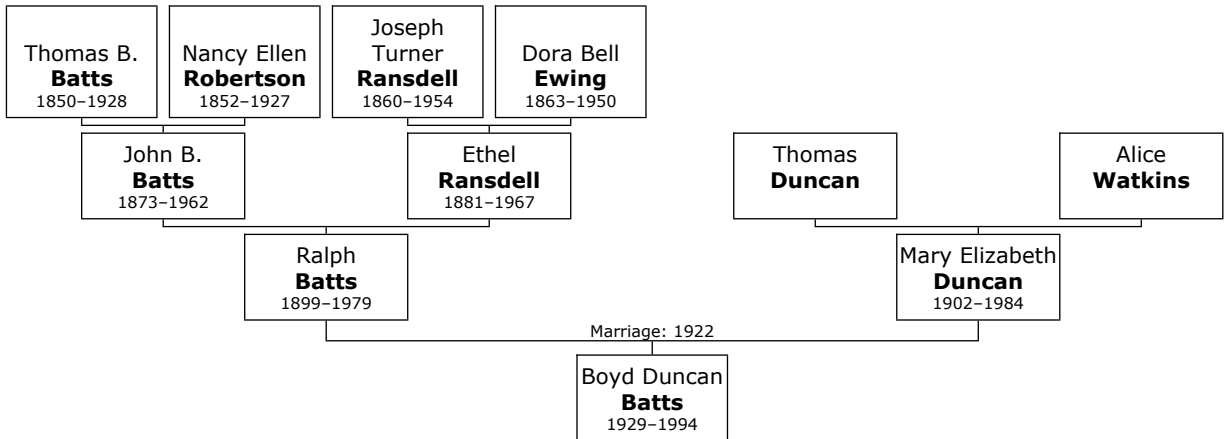 Thomas B.
Batts
1850–1928
Nancy Ellen
Robertson
1852–1927
Joseph
Turner
Ransdell
1860–1954
Dora Bell
Ewing
1863–1950
John B.
Batts
1873–1962
Ethel
Ransdell
1881–1967
Thomas
Duncan
Alice
Watkins
Ralph
Batts
1899–1979
Mary Elizabeth
Duncan
1902–1984
Marriage: 1922
Boyd Duncan
Batts
1929–1994